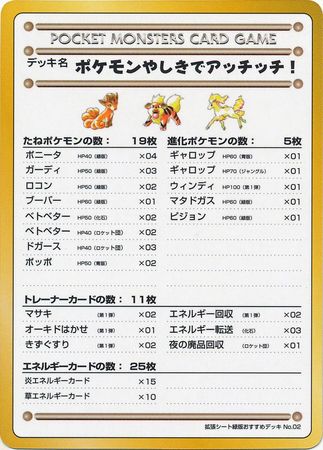 POCKET MONSTERS CARD GAME
デッキ名 ポケモンやしきでアッチッチ！
たねポケモンの数： 19枚
ポニータ HP40（緑版） ×04
ガーディ HP50（緑版） ×03
ロコン HP50（緑版） ×02
ブーバー HP60（緑版） ×01
ベトベター HP50（化石） ×02
ベトベター HP40（ロケット団） ×02
ドガース HP40（ロケット団） ×03
ポッポ HP50（青版） ×02
進化ポケモンの数： 5枚
ギャロップ HP60（青版） ×01
ギャロップ HP70（ジャングル） ×01
ウィンディ HP100（第1弾） ×01
マタドガス HP60（緑版） ×01
ピジョン HP60（緑版） ×01
トレーナーカードの数： 11枚
マサキ （第1弾） ×02
オーキドはかせ （第1弾） ×01
きずぐすり （第1弾） ×02
エネルギー回収 （第1弾） ×02
エネルギー転送 （化石） ×03
夜の廃品回収 （ロケット団） ×01
エネルギーカードの数： 25枚
炎エネルギーカード ×15
草エネルギーカード ×10
拡張シート緑版おすすめデッキ No.02